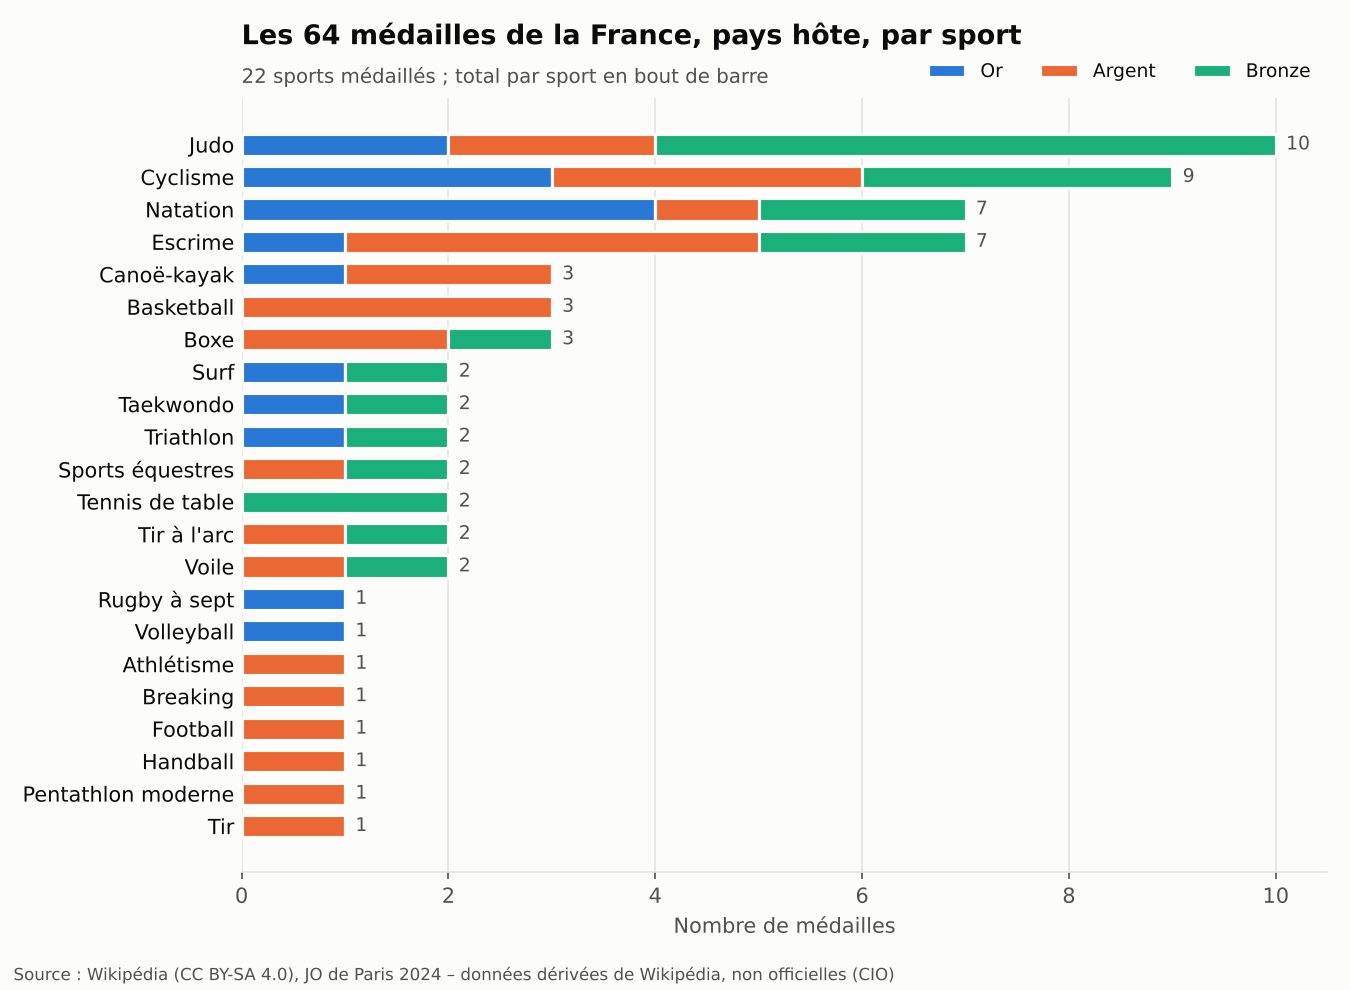 Les 64 médailles de la France, pays hôte, par sport
22 sports médaillés ; total par sport en bout de barre
Or Argent Bronze
Judo 10
Cyclisme 9
Natation 7
Escrime 7
Canoë-kayak 3
Basketball 3
Boxe 3
Surf 2
Taekwondo 2
Triathlon 2
Sports équestres 2
Tennis de table 2
Tir à l'arc 2
Voile 2
Rugby à sept 1
Volleyball 1
Athlétisme 1
Breaking 1
Football 1
Handball 1
Pentathlon moderne 1
Tir 1
0 2 4 6 8 10
Nombre de médailles
Source : Wikipédia (CC BY-SA 4.0), JO de Paris 2024 – données dérivées de Wikipédia, non officielles (CIO)